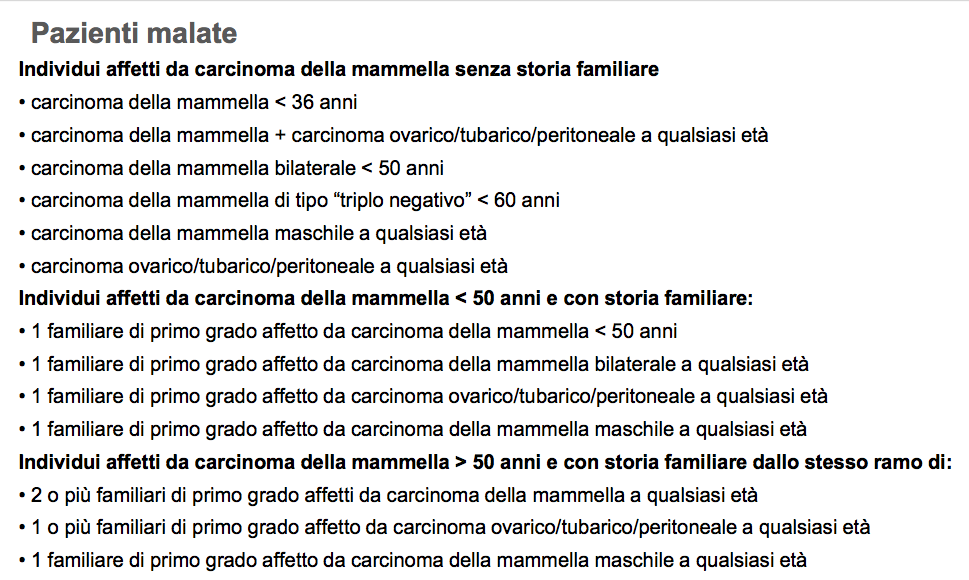 Pazienti malate
Individui affetti da carcinoma della mammella senza storia familiare
• carcinoma della mammella < 36 anni
• carcinoma della mammella + carcinoma ovarico/tubarico/peritoneale a qualsiasi età
• carcinoma della mammella bilaterale < 50 anni
• carcinoma della mammella di tipo “triplo negativo” < 60 anni
• carcinoma della mammella maschile a qualsiasi età
• carcinoma ovarico/tubarico/peritoneale a qualsiasi età
Individui affetti da carcinoma della mammella < 50 anni e con storia familiare:
• 1 familiare di primo grado affetto da carcinoma della mammella < 50 anni
• 1 familiare di primo grado affetto da carcinoma della mammella bilaterale a qualsiasi età
• 1 familiare di primo grado affetto da carcinoma ovarico/tubarico/peritoneale a qualsiasi età
• 1 familiare di primo grado affetto da carcinoma della mammella maschile a qualsiasi età
Individui affetti da carcinoma della mammella > 50 anni e con storia familiare dallo stesso ramo di:
• 2 o più familiari di primo grado affetti da carcinoma della mammella a qualsiasi età
• 1 o più familiari di primo grado affetto da carcinoma ovarico/tubarico/peritoneale a qualsiasi età
• 1 familiare di primo grado affetto da carcinoma della mammella maschile a qualsiasi età